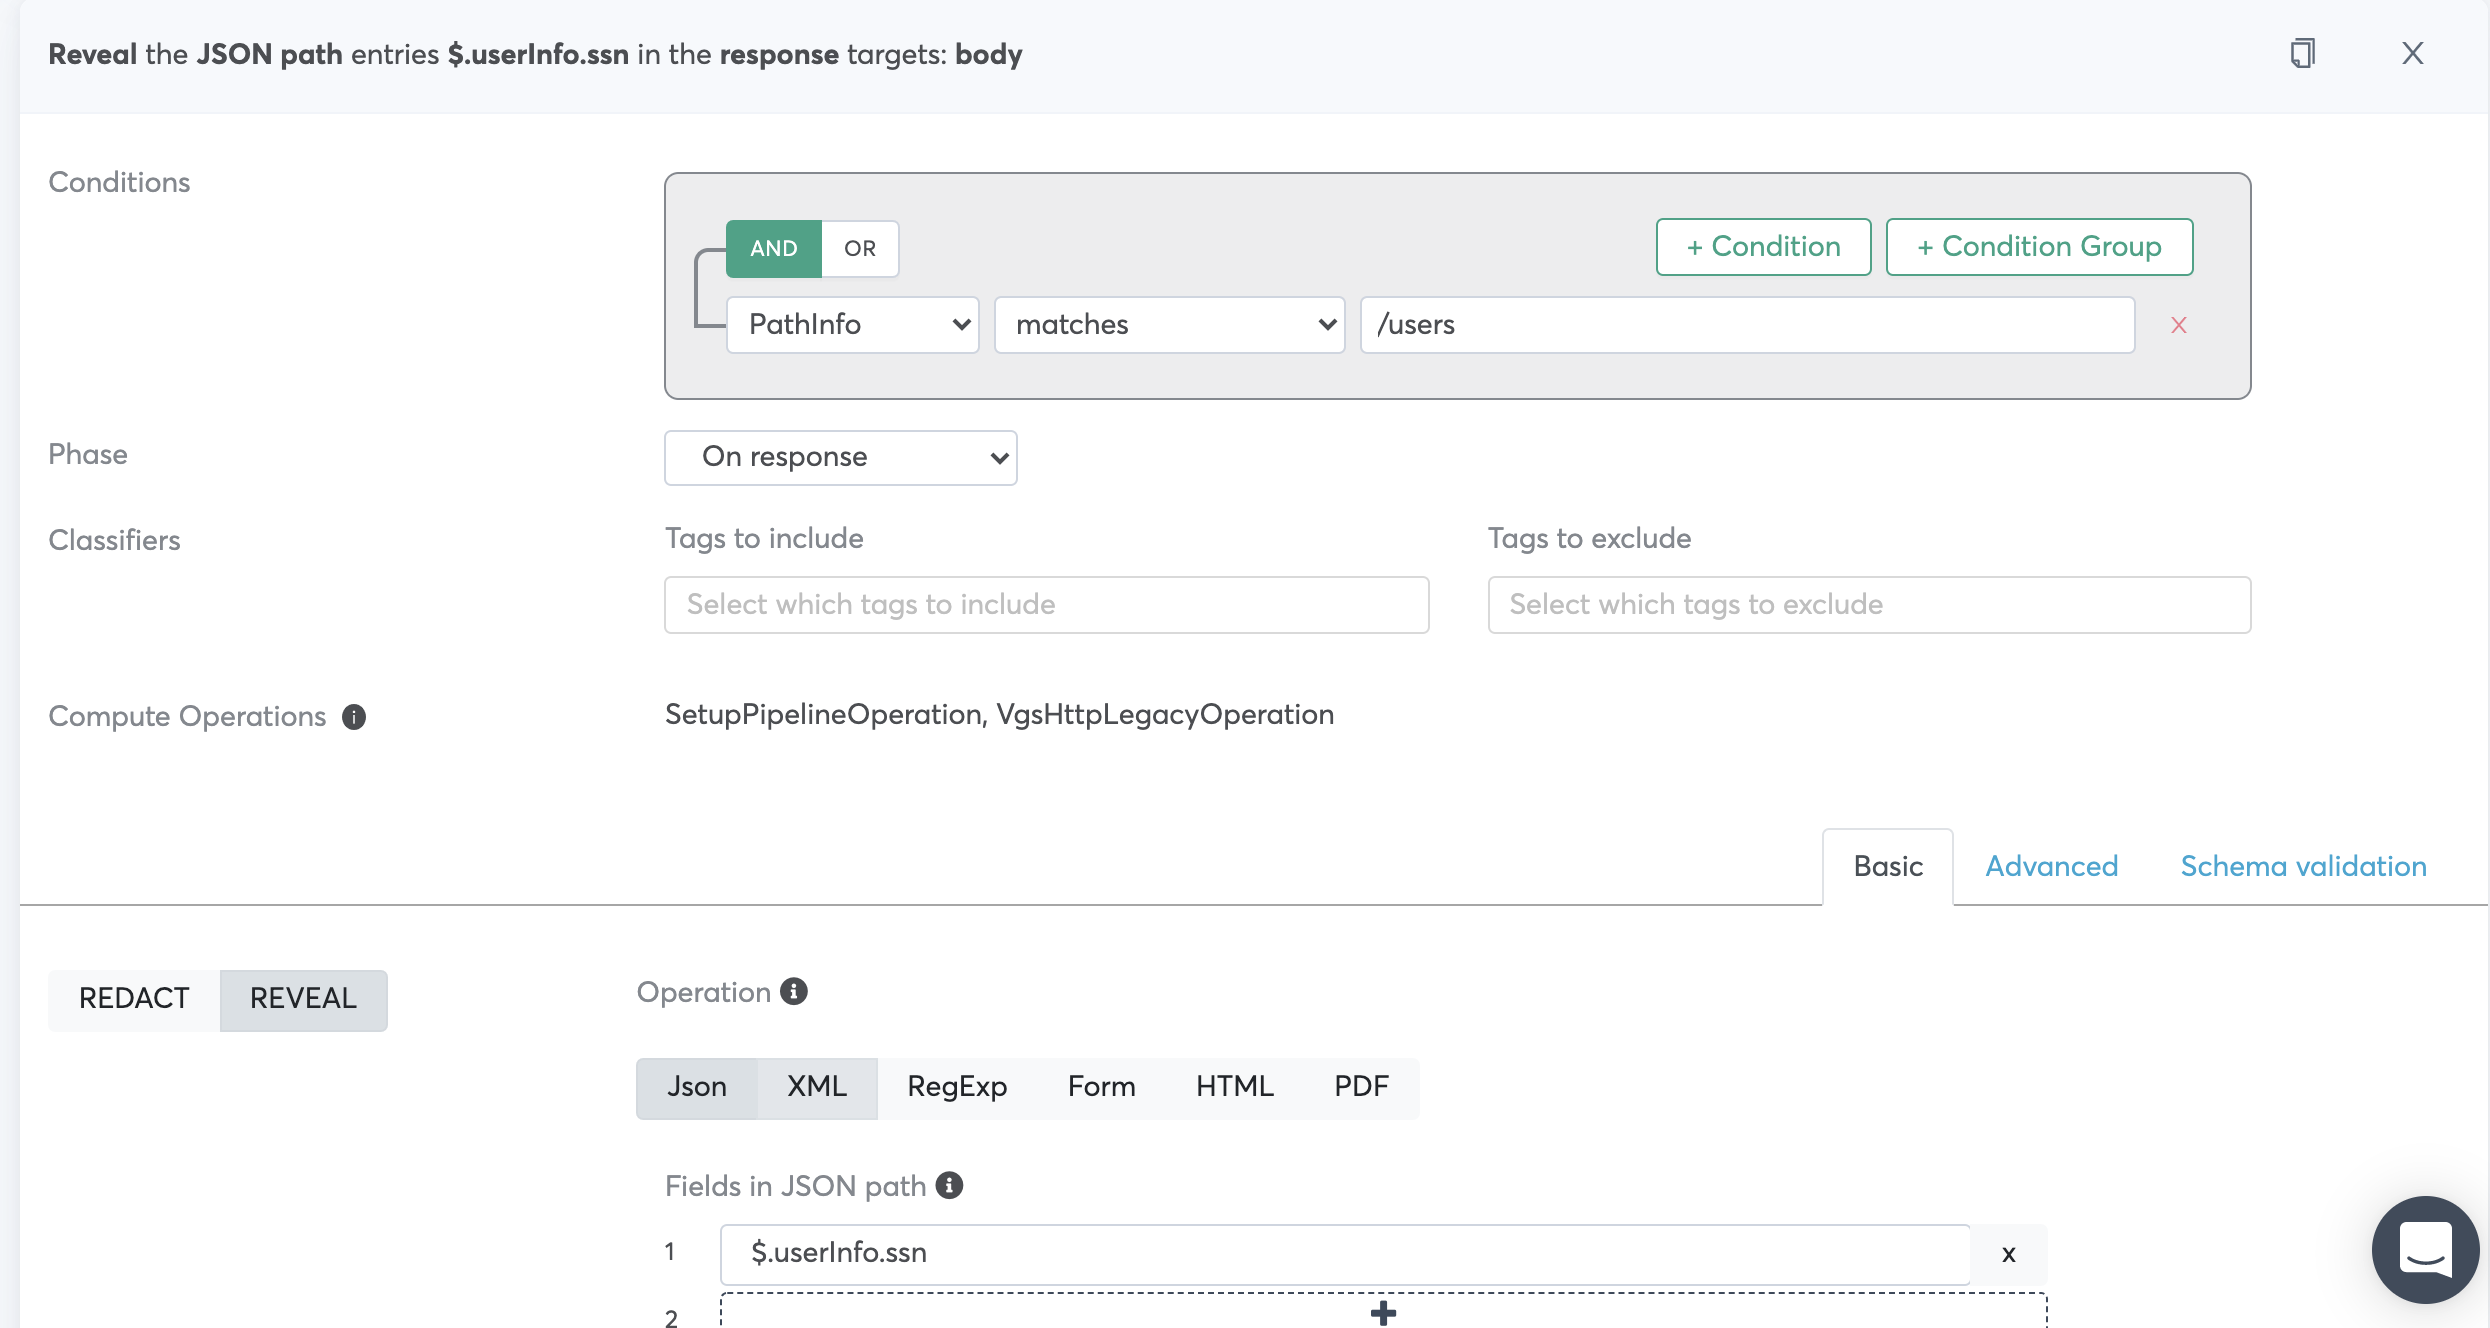 Reveal the JSON path entries $.userInfo.ssn in the response targets: body
X
Conditions
AND OR
+ Condition + Condition Group
PathInfo matches /users x
Phase
On response
Classifiers
Tags to include Tags to exclude
Select which tags to include Select which tags to exclude
Compute Operations i
SetupPipelineOperation, VgsHttpLegacyOperation
Basic Advanced Schema validation
REDACT REVEAL
Operation i
Json XML RegExp Form HTML PDF
Fields in JSON path i
1 $.userInfo.ssn x
2 +